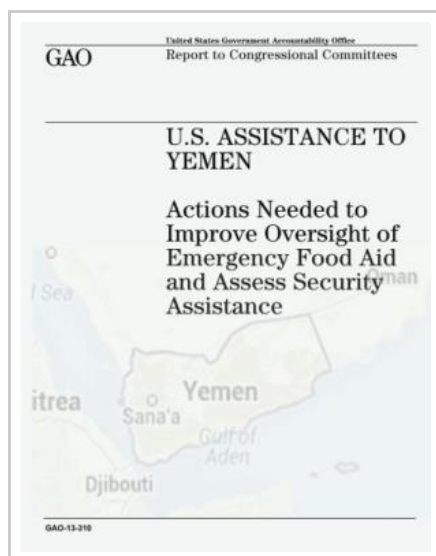 United States Government Accountability Office
GAO
Report to Congressional Committees
U.S. ASSISTANCE TO
YEMEN
Actions Needed to
Improve Oversight of
Emergency Food Aid
and Assess Security
Assistance
Oman
Sea
itrea
Yemen
Sana'a
Gulf of
Aden
Djibouti
GAO-13-310